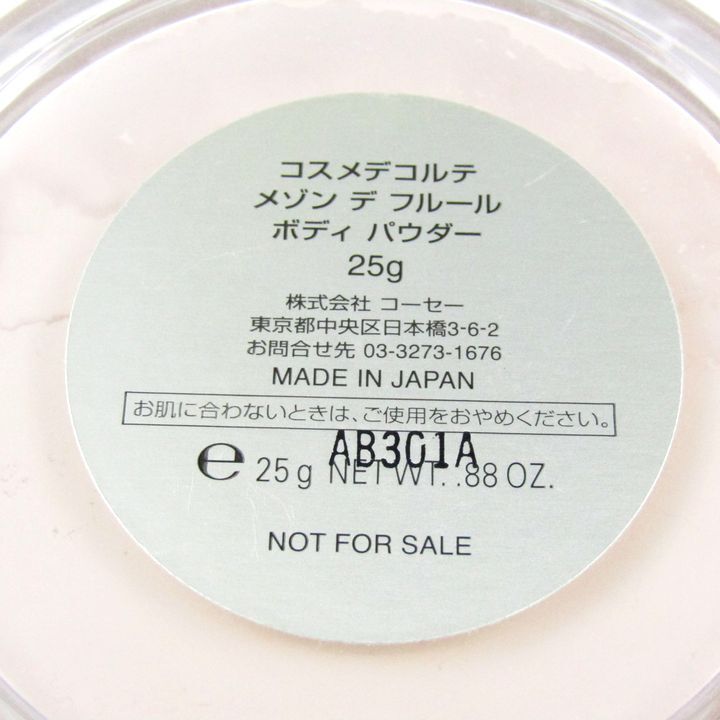 コスメデコルテ
メゾン デ フルール
ボディ パウダー
25g
株式会社 コーセー
東京都中央区日本橋3-6-2
お問合せ先 03-3273-1676
MADE IN JAPAN
お肌に合わないときは、ご使用をおやめください。
AB301A
℮ 25g NET WT. .88 OZ.
NOT FOR SALE